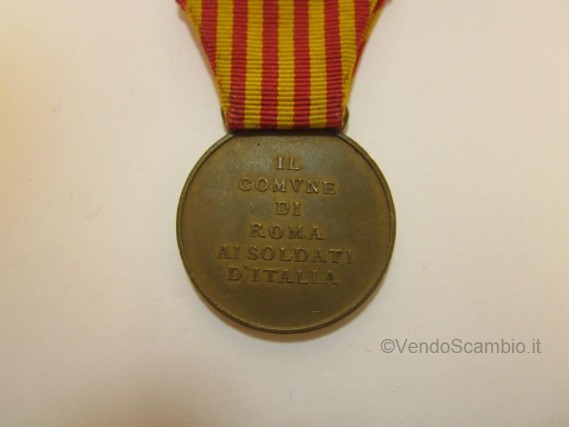 IL
COMVNE
DI
ROMA
AI SOLDATI
D'ITALIA
©VendoScambio.it